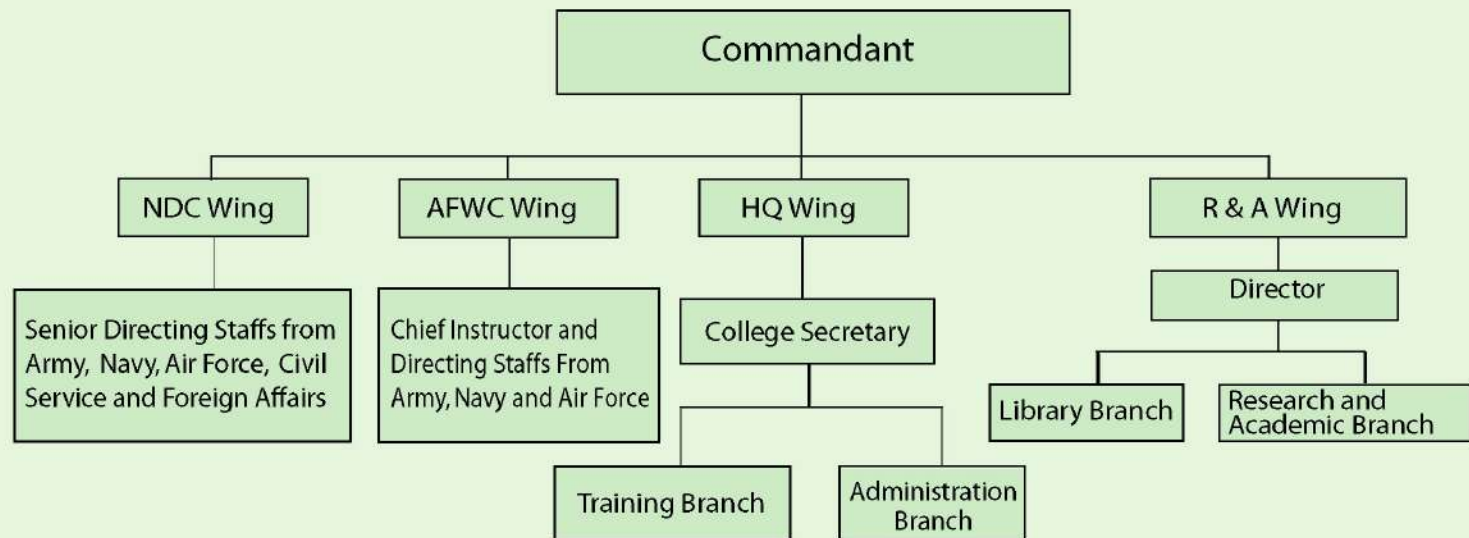 Commandant
NDC Wing
AFWC Wing
HQ Wing
R & A Wing
Senior Directing Staffs from
Army, Navy, Air Force, Civil
Service and Foreign Affairs
Chief Instructor and
Directing Staffs From
Army, Navy and Air Force
College Secretary
Director
Training Branch
Administration
Branch
Library Branch
Research and
Academic Branch